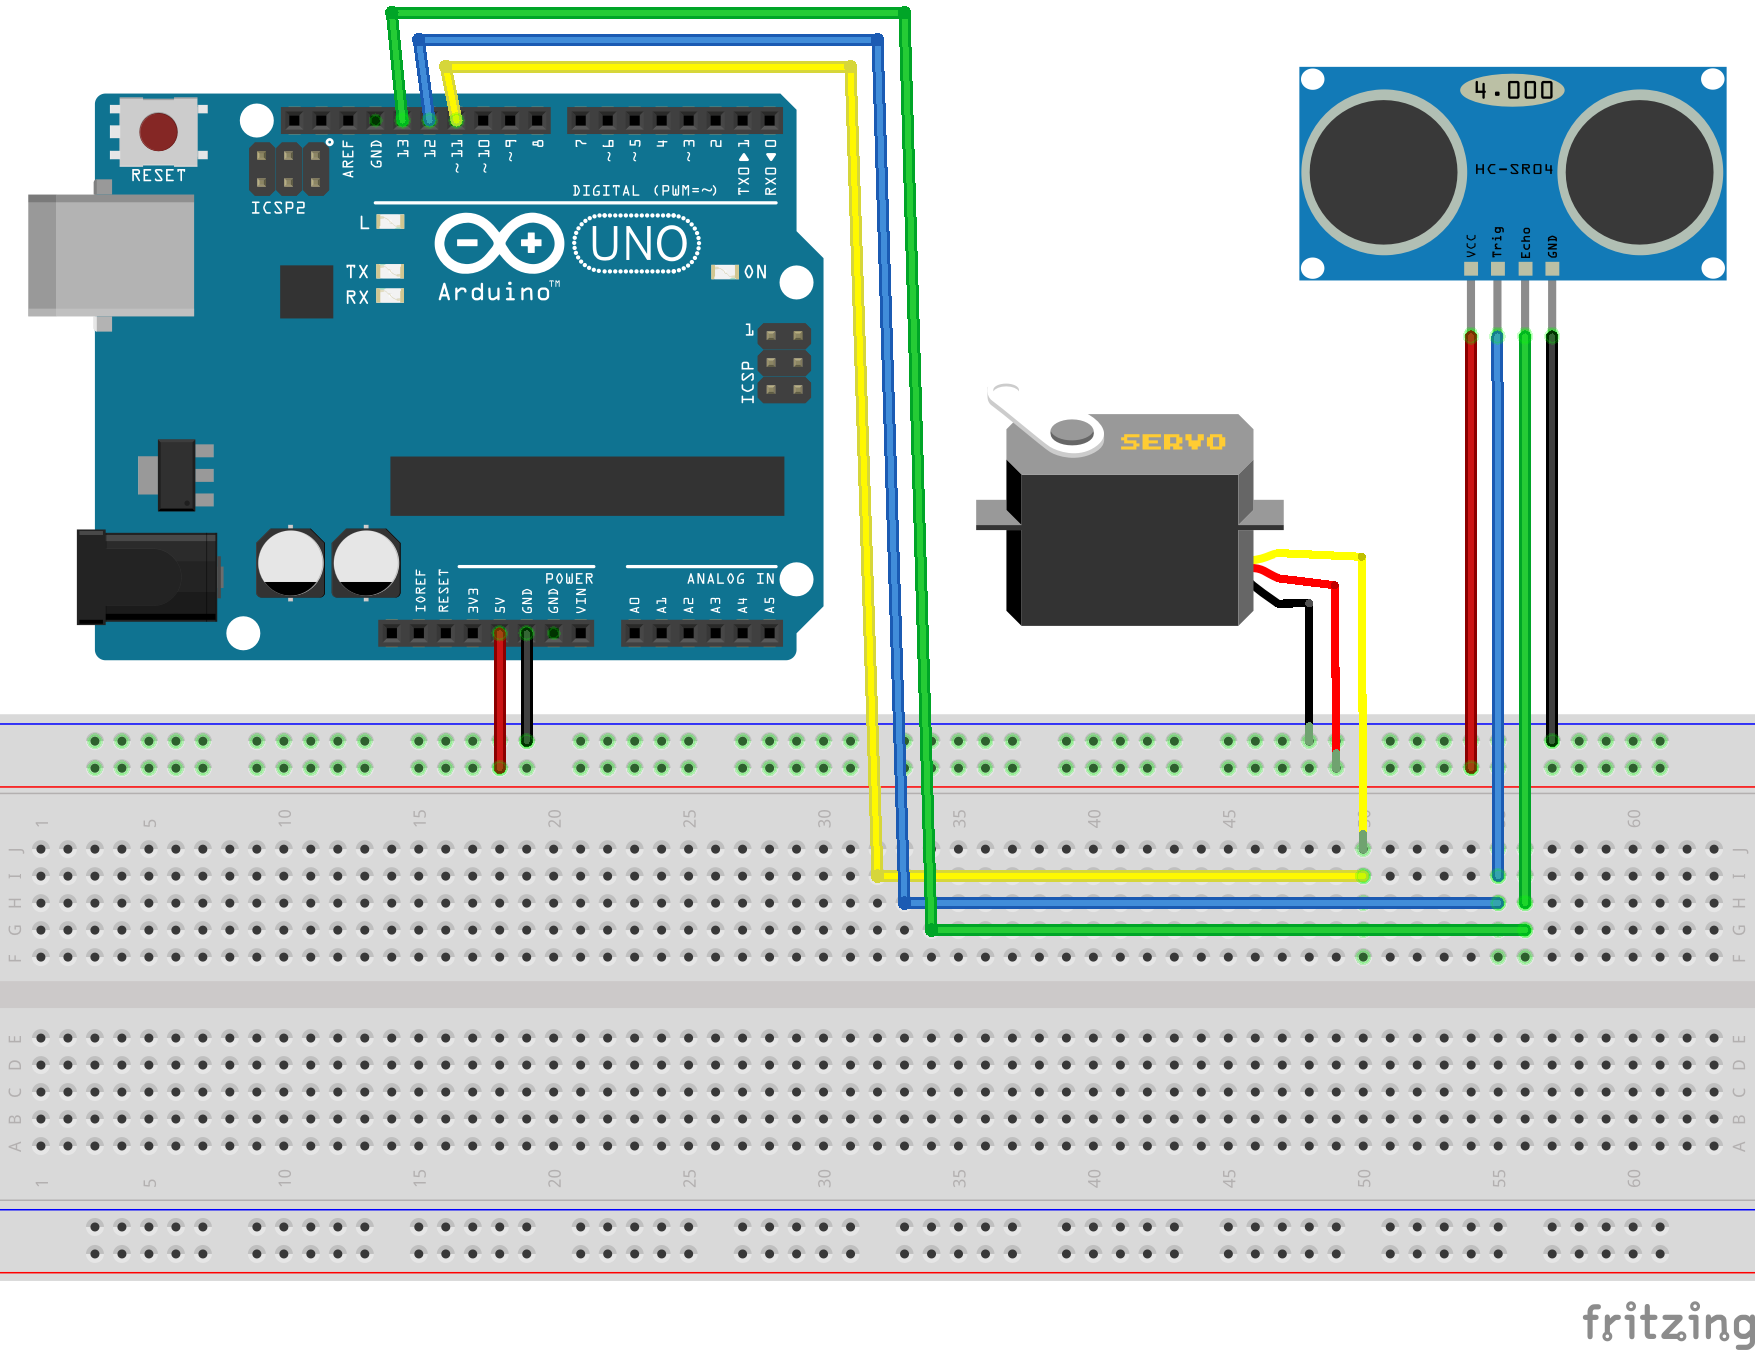 RESET
ICSP2
AREF
GND
13
12
~11
~10
~9
8
7
~6
~5
4
~3
2
TX0▶1
RX0◀0
DIGITAL (PWM=~)
L
TX
RX
UNO
Arduino™
ON
1
ICSP
IOREF
RESET
3V3
5V
GND
GND
VIN
POWER
ANALOG IN
A0
A1
A2
A3
A4
A5
4.000
HC-SR04
VCC
Trig
Echo
GND
SERVO
1 5 10 15 20 25 30 35 40 45 60
J J
I I
H H
G G
F F
E E
D D
C C
B B
A A
1 5 10 15 20 25 30 35 40 45 50 55 60
fritzing